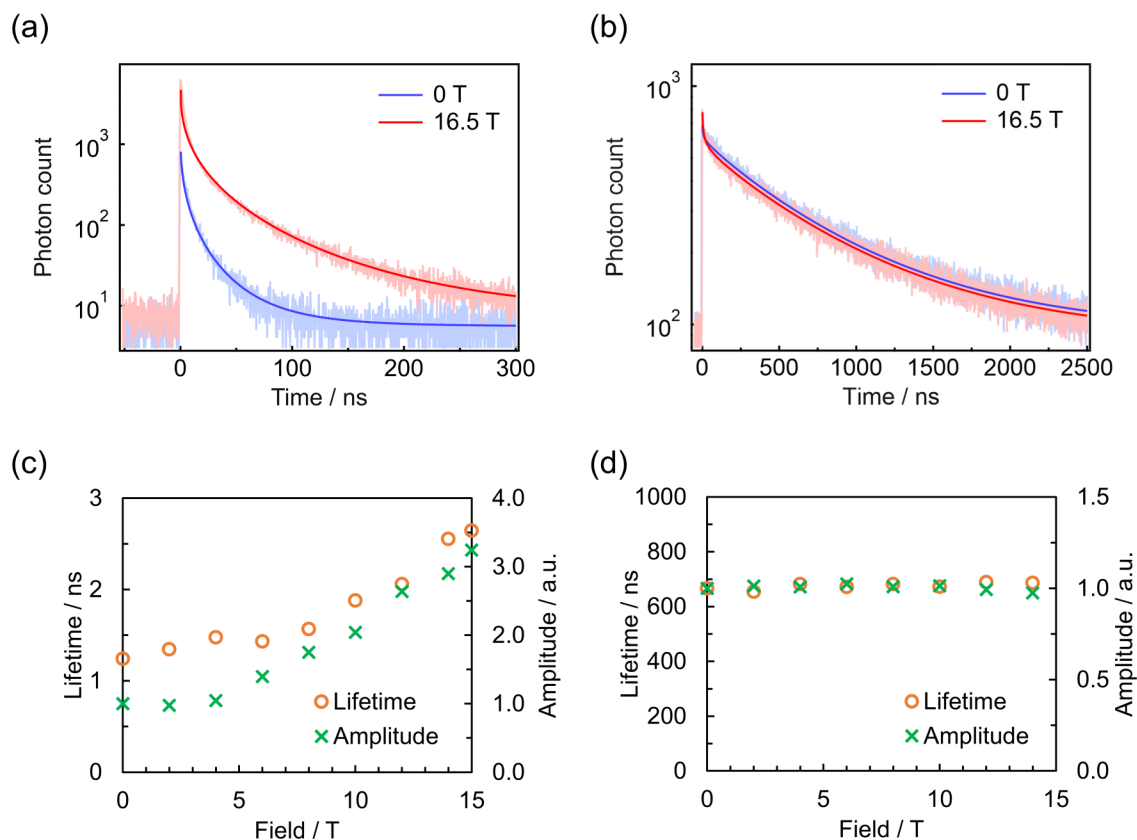 (a)
0 T
16.5 T
10³
10²
10¹
Photon count
0 100 200 300
Time / ns
(b)
0 T
16.5 T
10³
10²
Photon count
0 500 1000 1500 2000 2500
Time / ns
(c)
3
2
1
0
Lifetime / ns
4.0
3.0
2.0
1.0
0.0
Amplitude / a.u.
Lifetime
Amplitude
0 5 10 15
Field / T
(d)
1000
800
600
400
200
0
Lifetime / ns
1.5
1.0
0.5
0.0
Amplitude / a.u.
Lifetime
Amplitude
0 5 10 15
Field / T